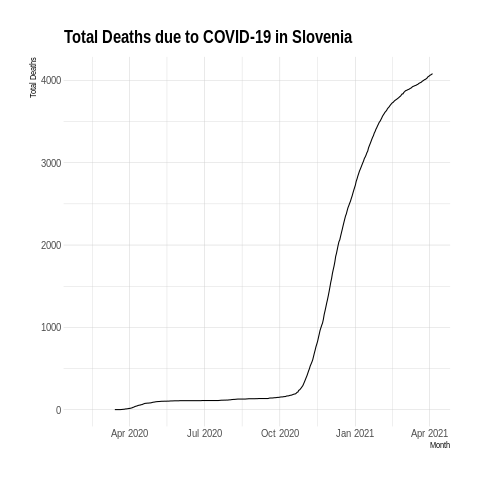 Total Deaths due to COVID-19 in Slovenia
Total Deaths
4000
3000
2000
1000
0
Apr 2020 Jul 2020 Oct 2020 Jan 2021 Apr 2021
Month